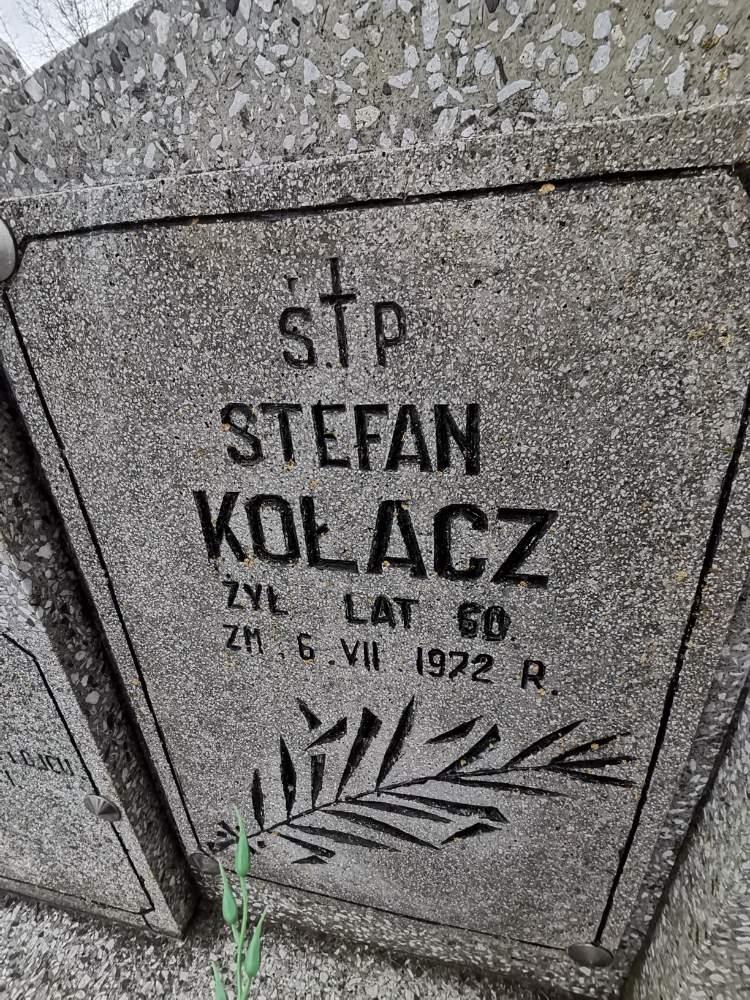 Ś.†P
STEFAN
KOŁACZ
ŻYŁ LAT 60.
ZM. 6. VII. 1972 R.